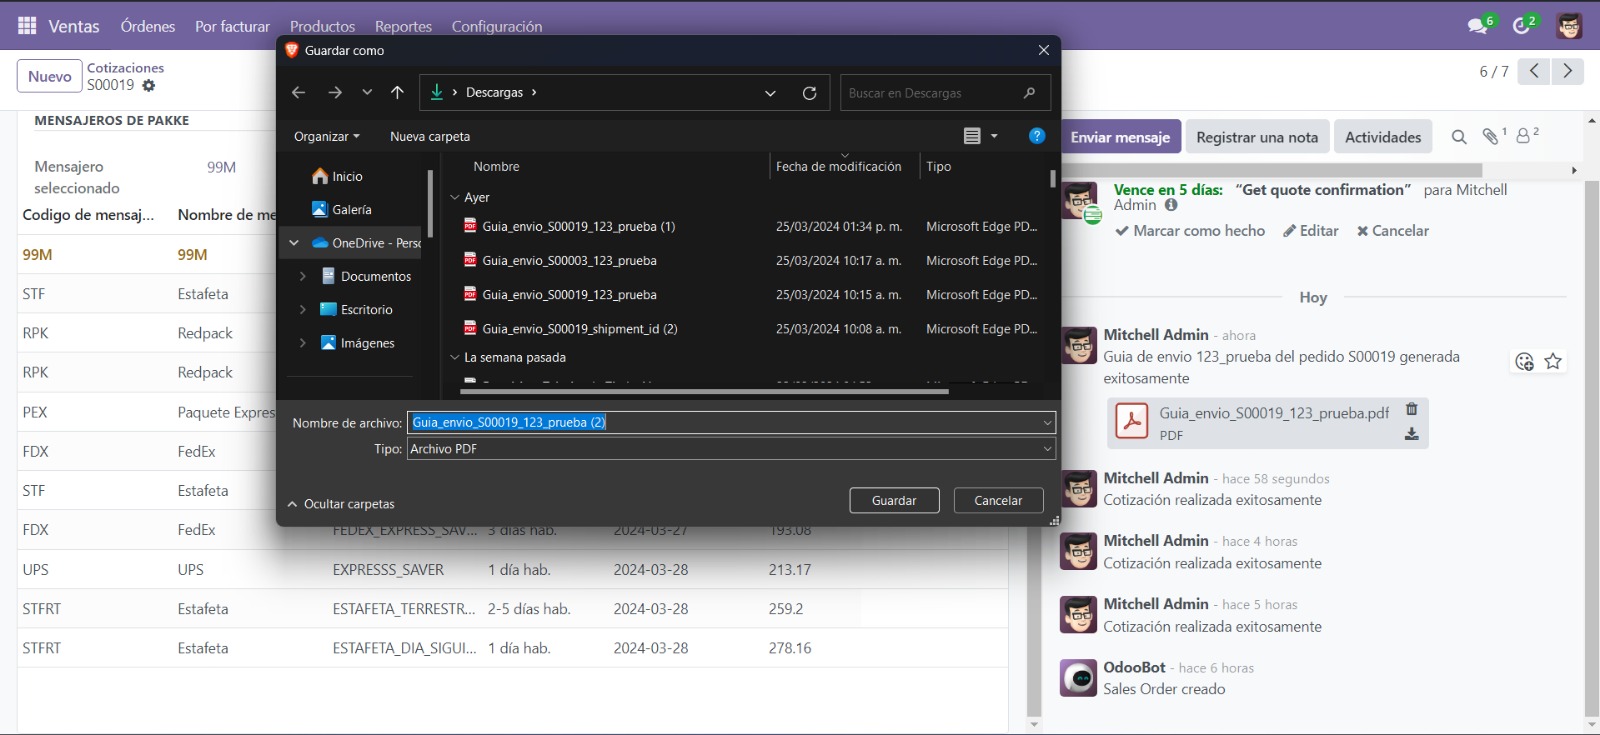 Ventas Órdenes Por facturar Productos Reportes Configuración 6 2
Nuevo Cotizaciones
S00019
6 / 7
MENSAJEROS DE PAKKE
Mensajero seleccionado 99M
Codigo de mensaj... Nombre de me
99M 99M
STF Estafeta
RPK Redpack
RPK Redpack
PEX Paquete Expres
FDX FedEx
STF Estafeta
FDX FedEx FEDEX_EXPRESS_SAV... 3 días hab. 2024-03-27 193.08
UPS UPS EXPRESSS_SAVER 1 día hab. 2024-03-28 213.17
STFRT Estafeta ESTAFETA_TERRESTR... 2-5 días hab. 2024-03-28 259.2
STFRT Estafeta ESTAFETA_DIA_SIGUI... 1 día hab. 2024-03-28 278.16
Guardar como
Descargas
Buscar en Descargas
Organizar Nueva carpeta
Inicio
Galería
OneDrive - Perso
Documentos
Escritorio
Imágenes
Nombre Fecha de modificación Tipo
Ayer
Guia_envio_S00019_123_prueba (1) 25/03/2024 01:34 p. m. Microsoft Edge PD...
Guia_envio_S00003_123_prueba 25/03/2024 10:17 a. m. Microsoft Edge PD...
Guia_envio_S00019_123_prueba 25/03/2024 10:15 a. m. Microsoft Edge PD...
Guia_envio_S00019_shipment_id (2) 25/03/2024 10:08 a. m. Microsoft Edge PD...
La semana pasada
Nombre de archivo: Guia_envio_S00019_123_prueba (2)
Tipo: Archivo PDF
Ocultar carpetas Guardar Cancelar
Enviar mensaje Registrar una nota Actividades 1 2
Vence en 5 días: “Get quote confirmation” para Mitchell
Admin
Marcar como hecho Editar Cancelar
Hoy
Mitchell Admin - ahora
Guia de envio 123_prueba del pedido S00019 generada
exitosamente
Guia_envio_S00019_123_prueba.pdf
PDF
Mitchell Admin - hace 58 segundos
Cotización realizada exitosamente
Mitchell Admin - hace 4 horas
Cotización realizada exitosamente
Mitchell Admin - hace 5 horas
Cotización realizada exitosamente
OdooBot - hace 6 horas
Sales Order creado